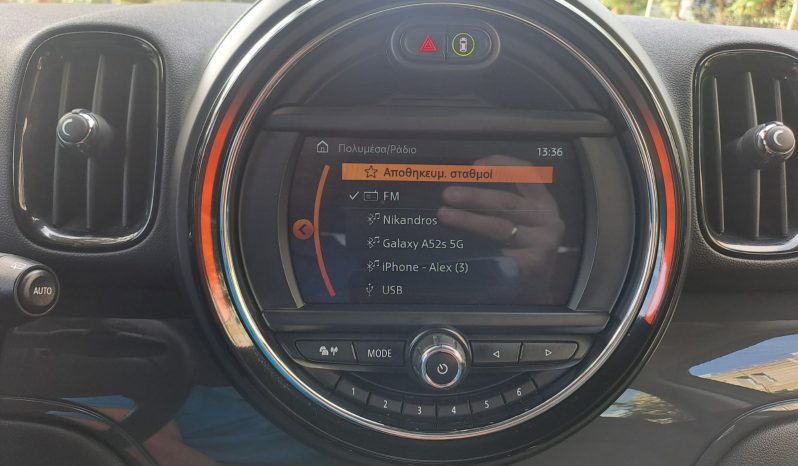 Πολυμέσα/Ράδιο 13:36
Αποθηκευμ. σταθμοί
FM
Nikandros
Galaxy A52s 5G
iPhone - Alex (3)
USB
AUTO
MODE
1 2 3 4 5 6